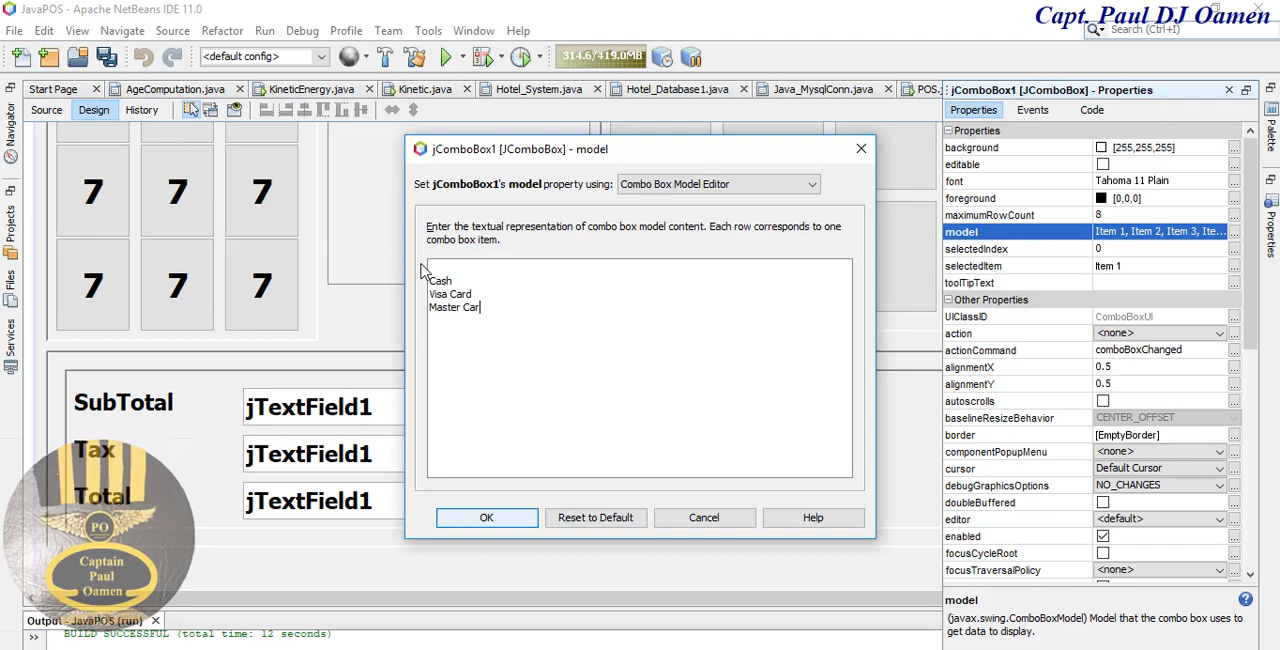 JavaPOS - Apache NetBeans IDE 11.0
Capt. Paul DJ Oamen
File Edit View Navigate Source Refactor Run Debug Profile Team Tools Window Help
Search (Ctrl+I)
<default config>
314.6/419.0MB
Start Page AgeComputation.java KineticEnergy.java Kinetic.java Hotel_System.java Hotel_Database1.java Java_MysqlConn.java POS.j
Source Design History
Navigator
Projects
Files
Services
7 7 7
7 7 7
SubTotal jTextField1
Tax jTextField1
Total jTextField1
PO
Captain
Paul
Oamen
Output - JavaPOS (run)
BUILD SUCCESSFUL (total time: 12 seconds)
jComboBox1 [JComboBox] - model
Set jComboBox1's model property using: Combo Box Model Editor
Enter the textual representation of combo box model content. Each row corresponds to one
combo box item.
Cash
Visa Card
Master Car
OK Reset to Default Cancel Help
jComboBox1 [JComboBox] - Properties
Properties Events Code
Properties
background [255,255,255] ...
editable ...
font Tahoma 11 Plain ...
foreground [0,0,0] ...
maximumRowCount 8 ...
model Item 1, Item 2, Item 3, Ite... ...
selectedIndex 0 ...
selectedItem Item 1 ...
toolTipText ...
Other Properties
UIClassID ComboBoxUI ...
action <none> ...
actionCommand comboBoxChanged ...
alignmentX 0.5 ...
alignmentY 0.5 ...
autoscrolls ...
baselineResizeBehavior CENTER_OFFSET ...
border [EmptyBorder] ...
componentPopupMenu <none> ...
cursor Default Cursor ...
debugGraphicsOptions NO_CHANGES ...
doubleBuffered ...
editor <default> ...
enabled ...
focusCycleRoot ...
focusTraversalPolicy <none> ...
model
(javax.swing.ComboBoxModel) Model that the combo box uses to
get data to display.
Palette
Properties